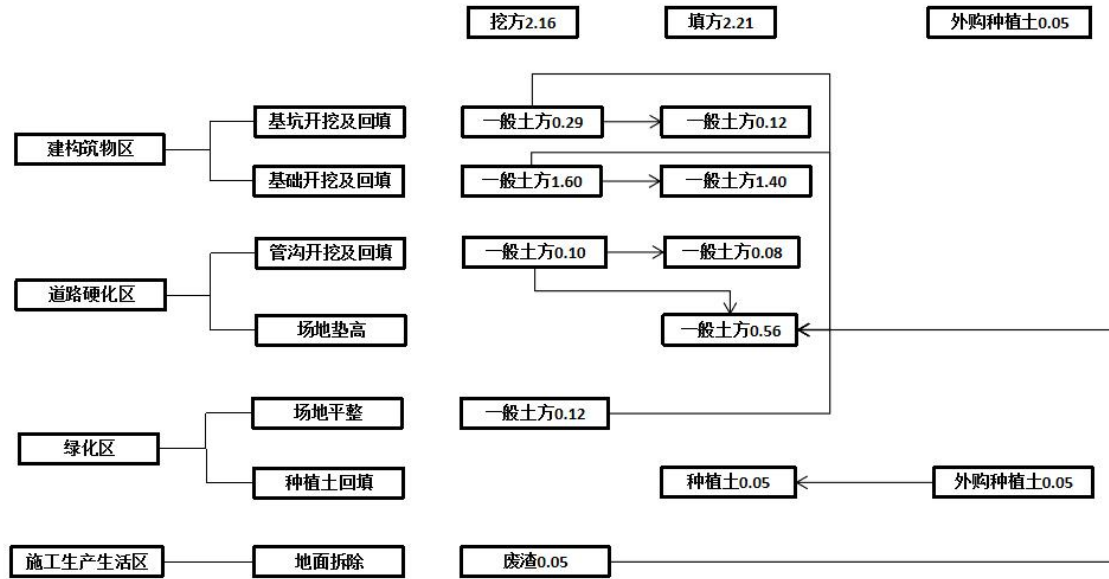 挖方2.16 填方2.21 外购种植土0.05
基坑开挖及回填 一般土方0.29 一般土方0.12
建构筑物区
基础开挖及回填 一般土方1.60 一般土方1.40
管沟开挖及回填 一般土方0.10 一般土方0.08
道路硬化区
场地垫高 一般土方0.56
场地平整 一般土方0.12
绿化区
种植土回填 种植土0.05 外购种植土0.05
施工生产生活区 地面拆除 废渣0.05